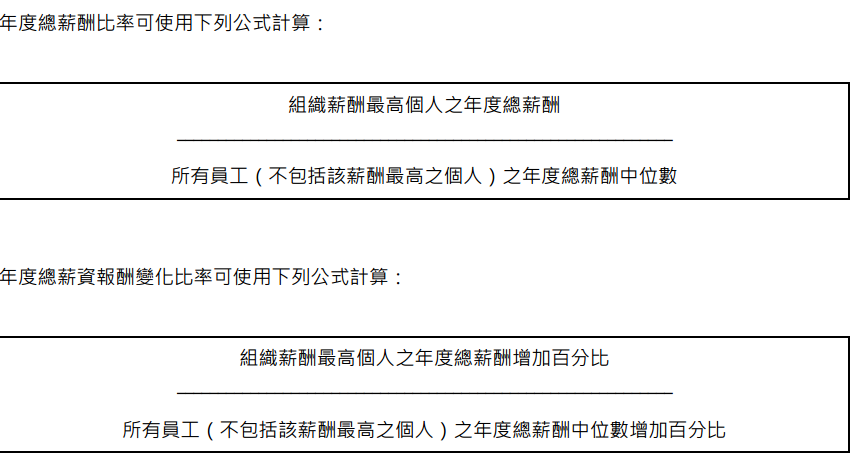 年度總薪酬比率可使用下列公式計算：
組織薪酬最高個人之年度總薪酬
所有員工（不包括該薪酬最高之個人）之年度總薪酬中位數
年度總薪資報酬變化比率可使用下列公式計算：
組織薪酬最高個人之年度總薪酬增加百分比
所有員工（不包括該薪酬最高之個人）之年度總薪酬中位數增加百分比